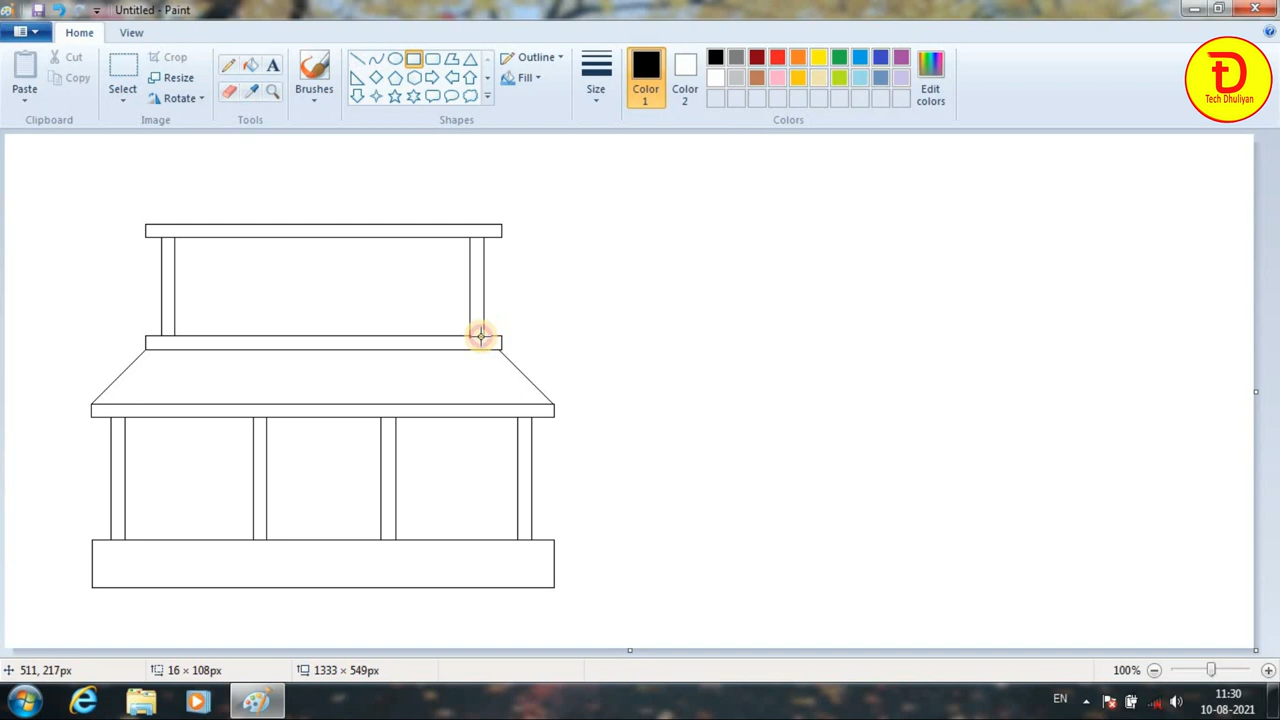 Untitled - Paint
Home
View
Paste
Cut
Copy
Clipboard
Select
Crop
Resize
Rotate
Image
Tools
Brushes
Outline
Fill
Shapes
Size
Color 1
Color 2
Edit colors
Colors
Tech Dhuliyan
511, 217px
16 × 108px
1333 × 549px
100%
EN
11:30
10-08-2021